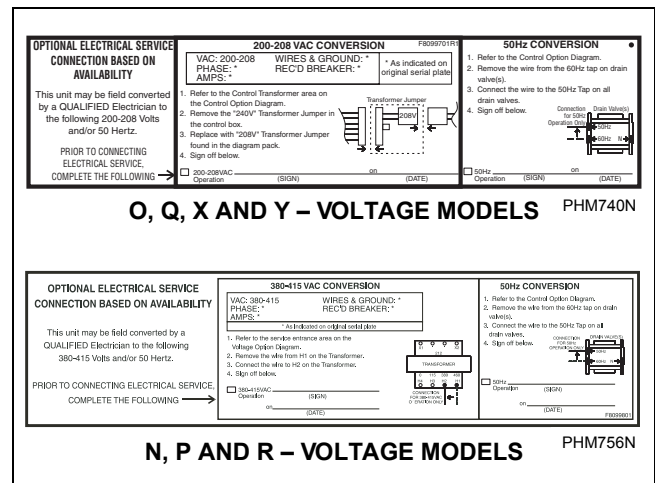 OPTIONAL ELECTRICAL SERVICE
CONNECTION BASED ON
AVAILABILITY
This unit may be field converted
by a QUALIFIED Electrician to
the following 200-208 Volts
and/or 50 Hertz.
PRIOR TO CONNECTING
ELECTRICAL SERVICE,
COMPLETE THE FOLLOWING
200-208 VAC CONVERSION
F8099701R1
VAC: 200-208 WIRES & GROUND: *
PHASE: * REC'D BREAKER: *
AMPS: *
* As indicated on
original serial plate
1. Refer to the Control Transformer area on
the Control Option Diagram.
2. Remove the "240V" Transformer Jumper in
the control box.
3. Replace with "208V" Transformer Jumper
found in the diagram pack.
4. Sign off below.
Transformer Jumper
208V
200-208VAC on
Operation (SIGN) (DATE)
50Hz CONVERSION
1. Refer to the Control Option Diagram.
2. Remove the wire from the 60Hz tap on drain
valve(s).
3. Connect the wire to the 50Hz Tap on all
drain valves.
4. Sign off below.
Connection
for 50Hz
Operation Only
Drain Valve(s)
50Hz
60Hz N
50Hz on
Operation (SIGN) (DATE)
O, Q, X AND Y – VOLTAGE MODELS
PHM740N
OPTIONAL ELECTRICAL SERVICE
CONNECTION BASED ON AVAILABILITY
This unit may be field converted by a
QUALIFIED Electrician to the following
380-415 Volts and/or 50 Hertz.
PRIOR TO CONNECTING ELECTRICAL SERVICE,
COMPLETE THE FOLLOWING
380-415 VAC CONVERSION
VAC: 380-415 WIRES & GROUND: *
PHASE: * REC'D BREAKER: *
AMPS: *
* As indicated on original serial plate
1. Refer to the service entrance area on the
Voltage Option Diagram.
2. Remove the wire from H1 on the Transformer.
3. Connect the wire to H2 on the Transformer.
4. Sign off below.
TRANSFORMER
CONNECTION
FOR 380-415VAC
380-415VAC
Operation (SIGN)
on
(DATE)
50Hz CONVERSION
1. Refer to the Control Option Diagram.
2. Remove the wire from the 60Hz tap on drain
valve(s).
3. Connect the wire to the 50Hz Tap on all
drain valves.
4. Sign off below.
CONNECTION
FOR 50Hz
OPERATION ONLY
DRAIN VALVE(S)
50Hz
60Hz N
50Hz
Operation (SIGN)
on
(DATE)
F8099801
N, P AND R – VOLTAGE MODELS
PHM756N